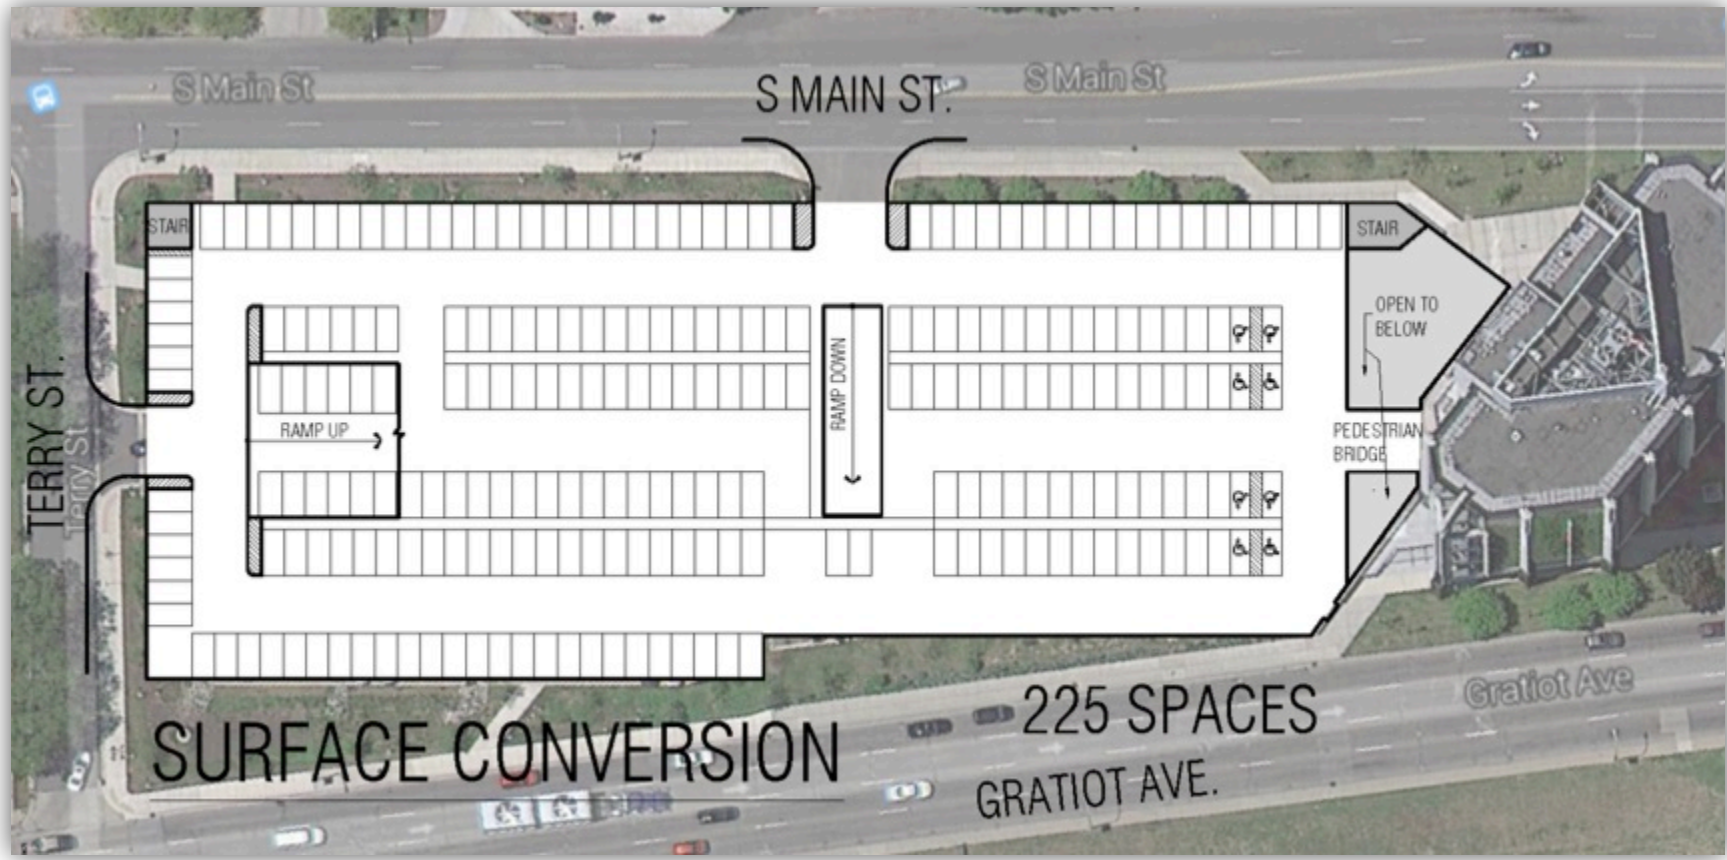 S Main St
S MAIN ST.
S Main St
STAIR
STAIR
OPEN TO
BELOW
RAMP DOWN
TERRY ST.
Terry St
RAMP UP
PEDESTRIAN
BRIDGE
SURFACE CONVERSION
225 SPACES
Gratiot Ave
GRATIOT AVE.